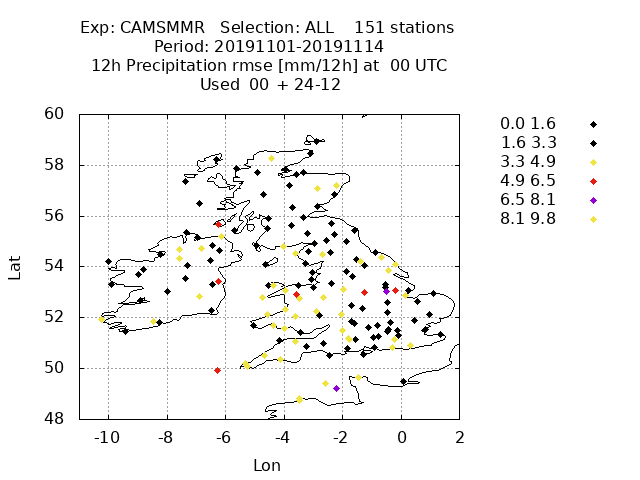 Exp: CAMSMMR Selection: ALL 151 stations
Period: 20191101-20191114
12h Precipitation rmse [mm/12h] at 00 UTC
Used 00 + 24-12
60
58
56
54
52
50
48
Lat
-10 -8 -6 -4 -2 0 2
Lon
0.0 1.6
1.6 3.3
3.3 4.9
4.9 6.5
6.5 8.1
8.1 9.8